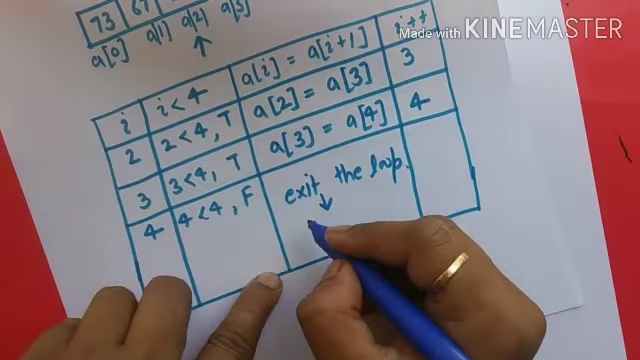 73 67
a[0] a[1] a[2] a[3]
i i<4 a[i] = a[i+1] i++
2 2<4, T a[2] = a[3] 3
3 3<4, T a[3] = a[4] 4
4 4<4, F exit the loop.
Made with KINEMASTER